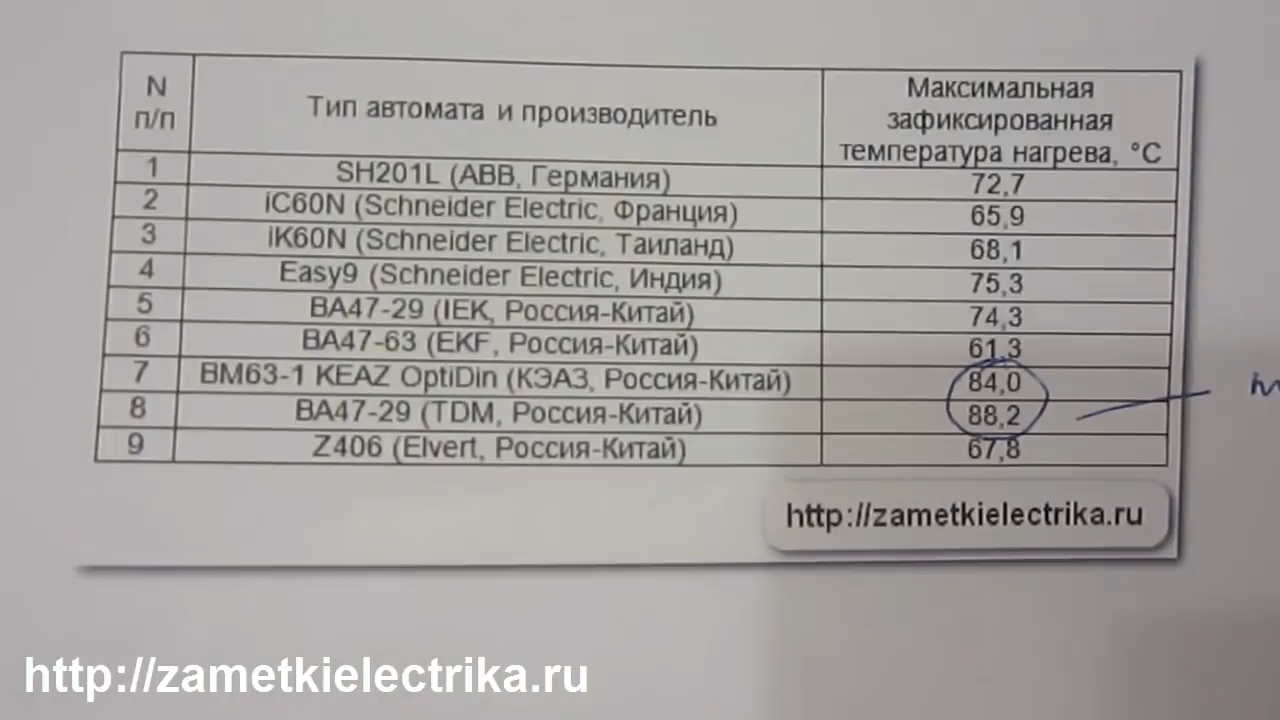 N п/п Тип автомата и производитель Максимальная зафиксированная температура нагрева, °C
1 SH201L (ABB, Германия) 72,7
2 iC60N (Schneider Electric, Франция) 65,9
3 iK60N (Schneider Electric, Таиланд) 68,1
4 Easy9 (Schneider Electric, Индия) 75,3
5 ВА47-29 (IEK, Россия-Китай) 74,3
6 ВА47-63 (EKF, Россия-Китай) 61,3
7 ВМ63-1 KEAZ OptiDin (КЭАЗ, Россия-Китай) 84,0
8 ВА47-29 (TDM, Россия-Китай) 88,2
9 Z406 (Elvert, Россия-Китай) 67,8
http://zametkielectrika.ru
http://zametkielectrika.ru